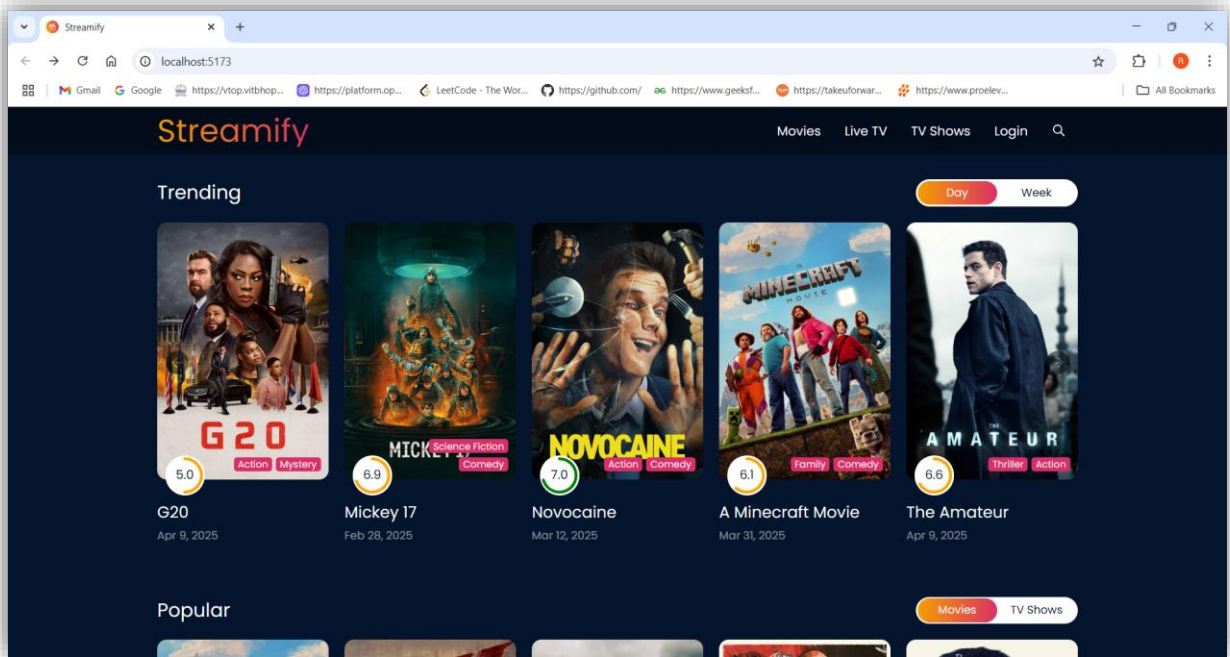 Streamify
localhost:5173
Gmail Google https://vtop.vitbhop... https://platform.op... LeetCode - The Wor... https://github.com/ https://www.geeksf... https://takeuforwar... https://www.proelev... All Bookmarks
Streamify Movies Live TV TV Shows Login
Trending Day Week
G20
Action Mystery
5.0
G20
Apr 9, 2025
MICKEY 17
Science Fiction
Comedy
6.9
Mickey 17
Feb 28, 2025
NOVOCAINE
Action Comedy
7.0
Novocaine
Mar 12, 2025
A
MINECRAFT
MOVIE
Family Comedy
6.1
A Minecraft Movie
Mar 31, 2025
THE
AMATEUR
Thriller Action
6.6
The Amateur
Apr 9, 2025
Popular Movies TV Shows